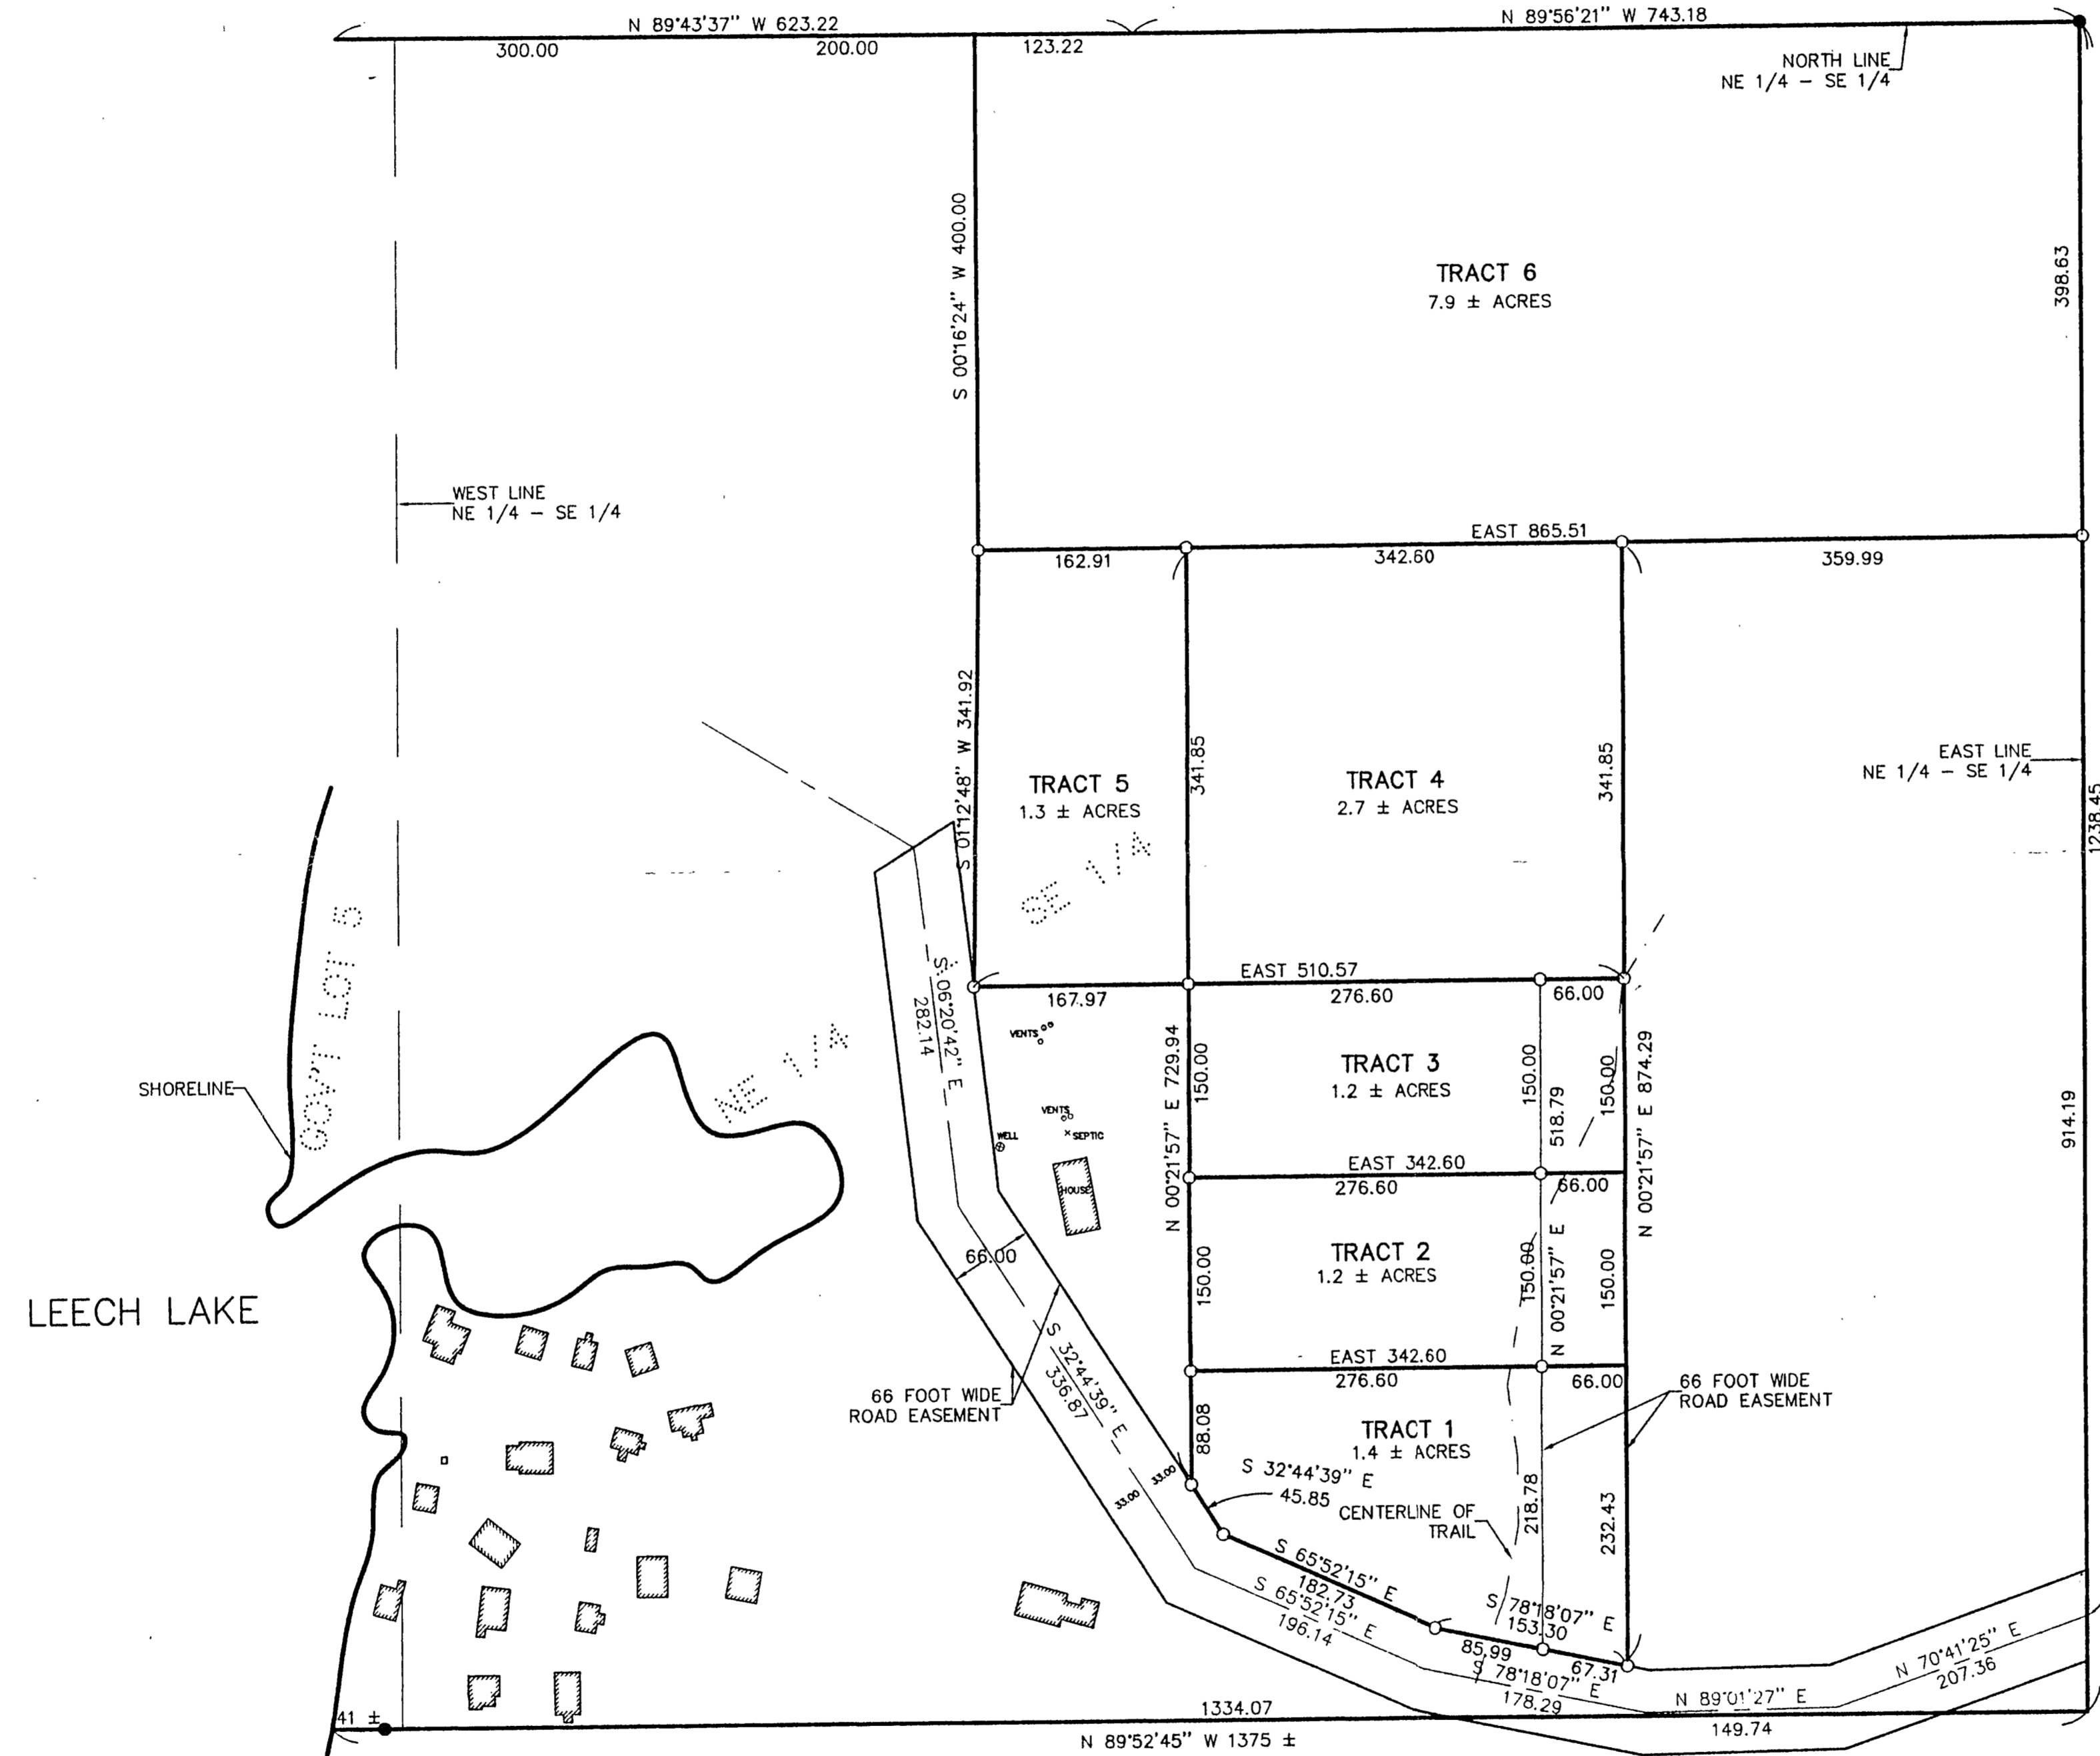 N 89°43'37" W 623.22
N 89°56'21" W 743.18
300.00
200.00
123.22
NORTH LINE
NE 1/4 - SE 1/4
S 00°16'24" W 400.00
398.63
TRACT 6
7.9 ± ACRES
WEST LINE
NE 1/4 - SE 1/4
EAST 865.51
162.91
342.60
359.99
S 01°12'48" W 341.92
341.85
341.85
TRACT 5
1.3 ± ACRES
TRACT 4
2.7 ± ACRES
EAST LINE
NE 1/4 - SE 1/4
1238.45
SE 1/4
GOVT LOT 5
NE 1/4
S 06°20'42" E
282.14
EAST 510.57
167.97
276.60
66.00
VENTS
VENTS
WELL
SEPTIC
HOUSE
N 00°21'57" E 729.94
150.00
TRACT 3
1.2 ± ACRES
150.00
518.79
150.00
N 00°21'57" E 874.29
914.19
SHORELINE
EAST 342.60
276.60
66.00
66.00
150.00
TRACT 2
1.2 ± ACRES
150.00
N 00°21'57" E
150.00
LEECH LAKE
EAST 342.60
276.60
66.00
S 32°44'39" E
336.87
66 FOOT WIDE
ROAD EASEMENT
66 FOOT WIDE
ROAD EASEMENT
88.08
TRACT 1
1.4 ± ACRES
S 32°44'39" E
45.85
33.00
33.00
CENTERLINE OF
TRAIL
218.78
232.43
S 65°52'15" E
182.73
S 65°52'15" E
196.14
S 78°18'07" E
153.30
85.99
67.31
S 78°18'07" E
178.29
N 89°01'27" E
149.74
N 70°41'25" E
207.36
41 ±
1334.07
N 89°52'45" W 1375 ±